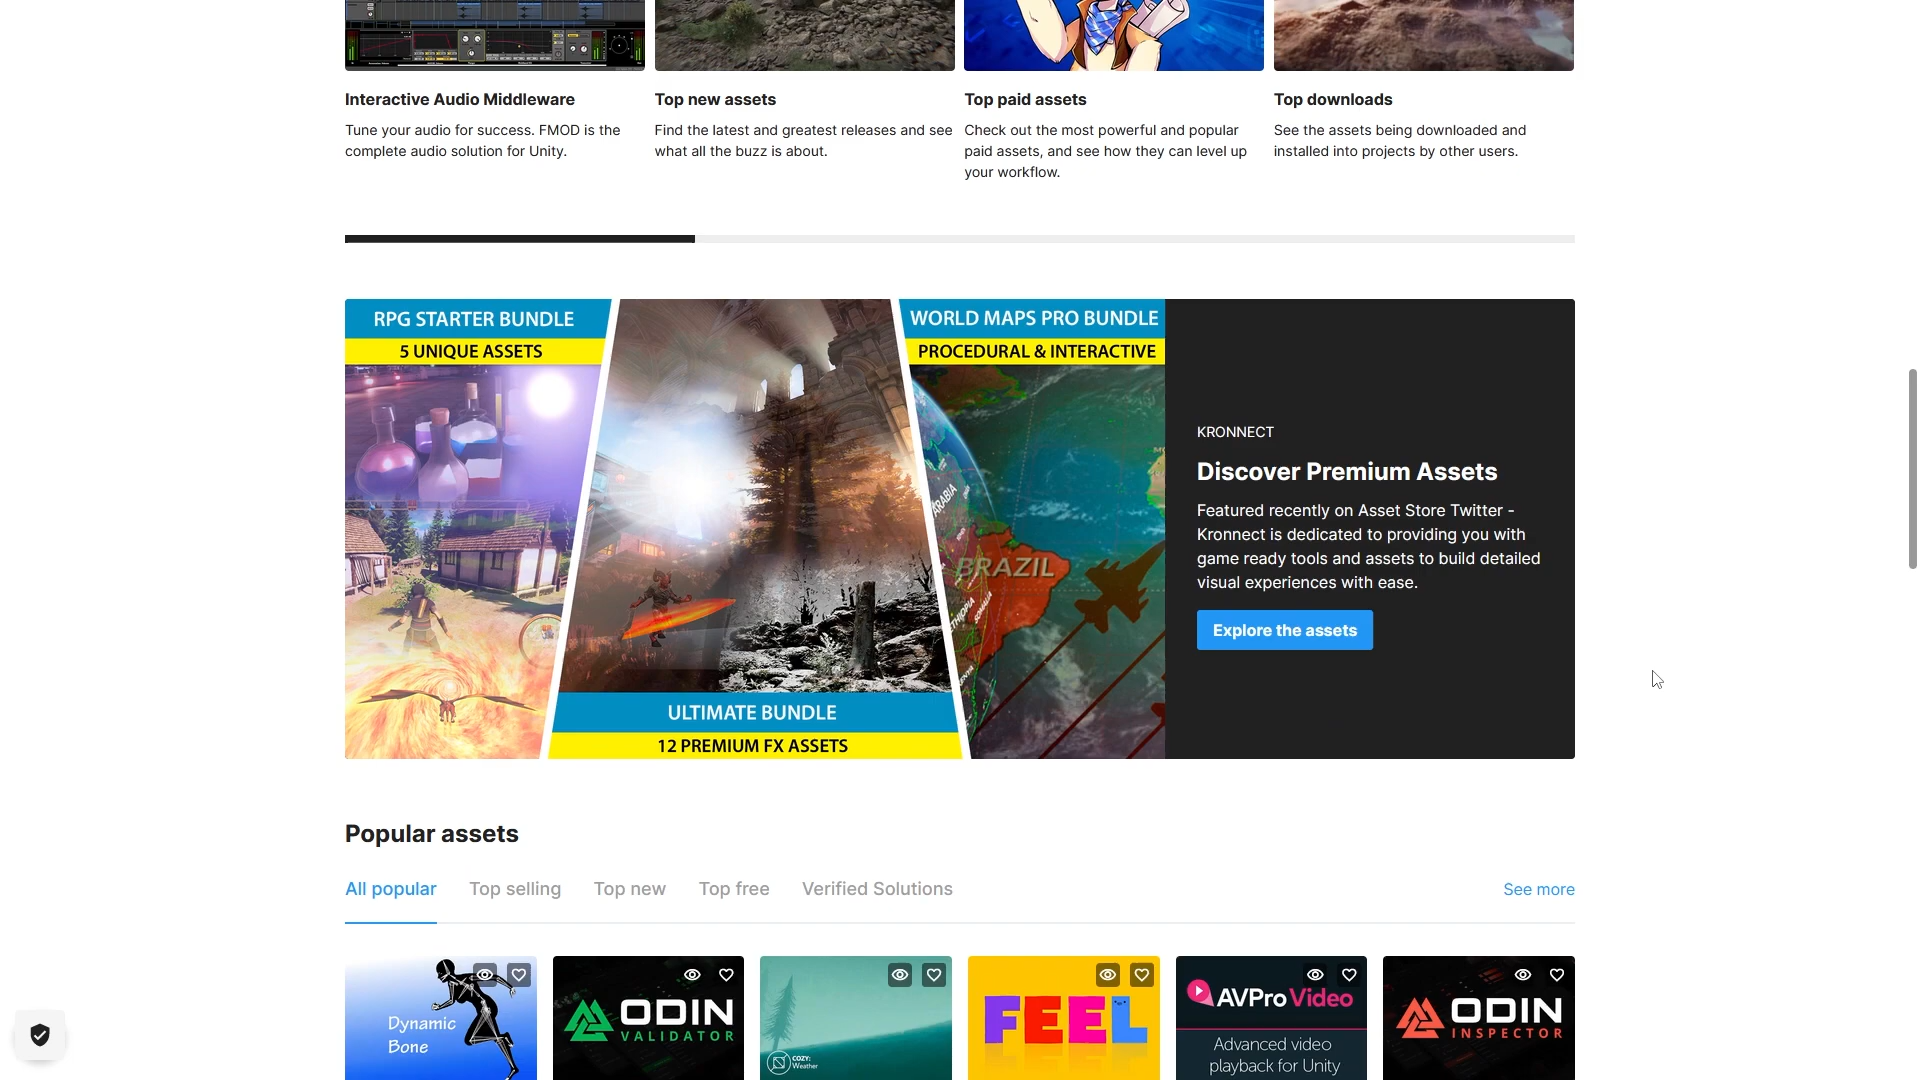 Interactive Audio Middleware
Tune your audio for success. FMOD is the
complete audio solution for Unity.
Top new assets
Find the latest and greatest releases and see
what all the buzz is about.
Top paid assets
Check out the most powerful and popular
paid assets, and see how they can level up
your workflow.
Top downloads
See the assets being downloaded and
installed into projects by other users.
RPG STARTER BUNDLE
5 UNIQUE ASSETS
WORLD MAPS PRO BUNDLE
PROCEDURAL & INTERACTIVE
ARABIA
BRAZIL
ETHIOPIA
SOMALIA
ULTIMATE BUNDLE
12 PREMIUM FX ASSETS
KRONNECT
Discover Premium Assets
Featured recently on Asset Store Twitter -
Kronnect is dedicated to providing you with
game ready tools and assets to build detailed
visual experiences with ease.
Explore the assets
Popular assets
All popular
Top selling
Top new
Top free
Verified Solutions
See more
Dynamic
Bone
ODIN
VALIDATOR
COZY:
Weather
FEEL
AVPro Video
Advanced video
playback for Unity
ODIN
INSPECTOR